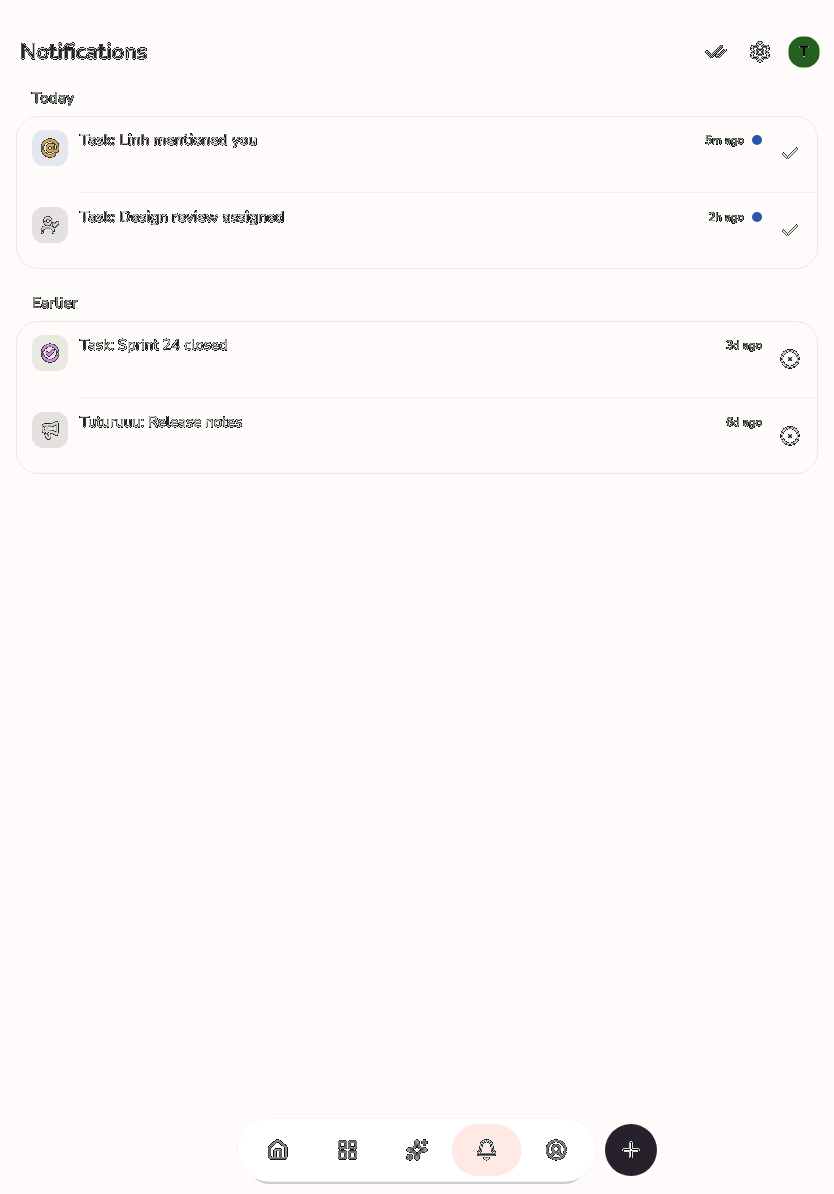 Notifications
T
Today
Task: Linh mentioned you
5m ago
Task: Design review assigned
2h ago
Earlier
Task: Sprint 24 closed
3d ago
Tuturuuu: Release notes
6d ago